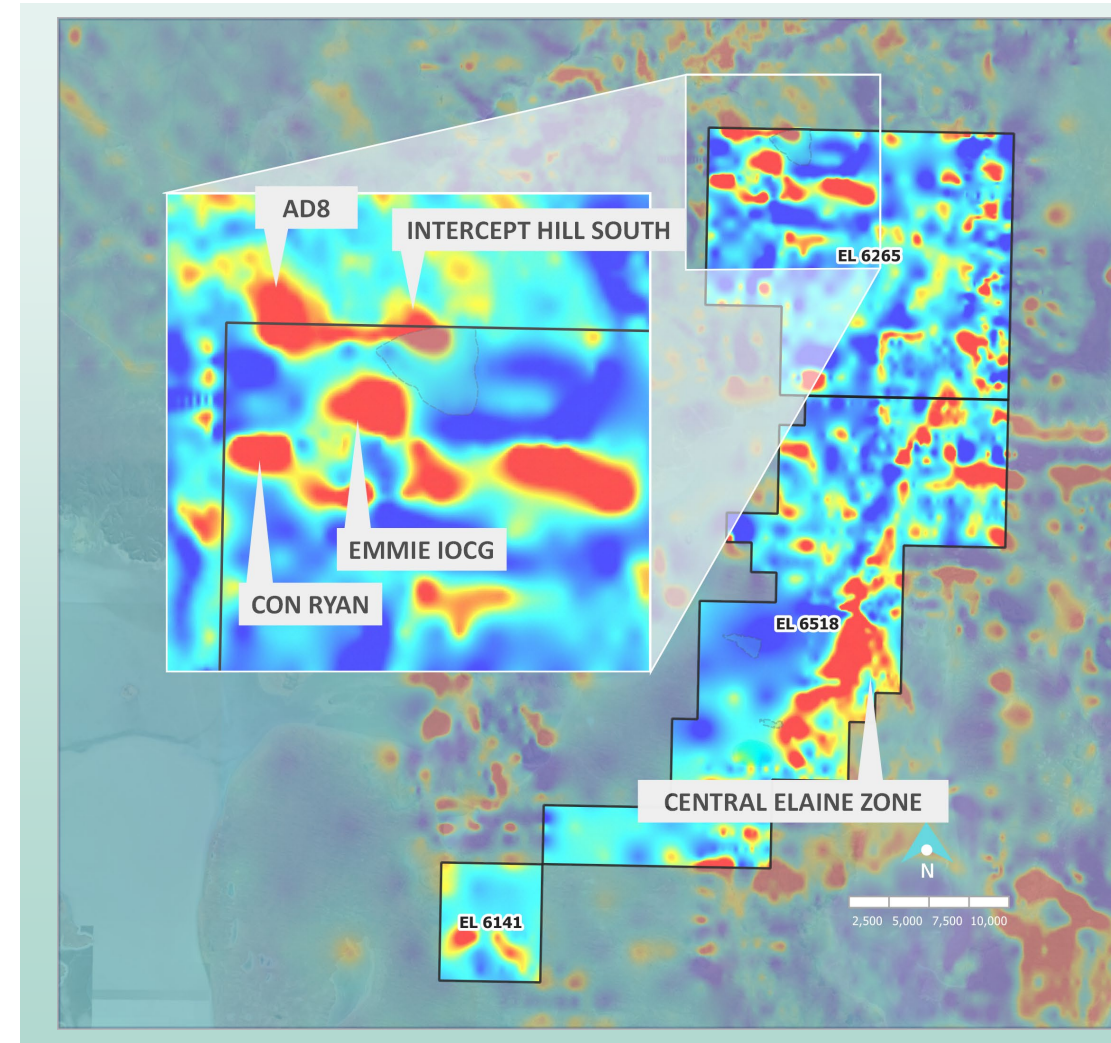 AD8
INTERCEPT HILL SOUTH
EL 6265
EMMIE IOCG
CON RYAN
EL 6518
CENTRAL ELAINE ZONE
N
2,500 5,000 7,500 10,000
EL 6141